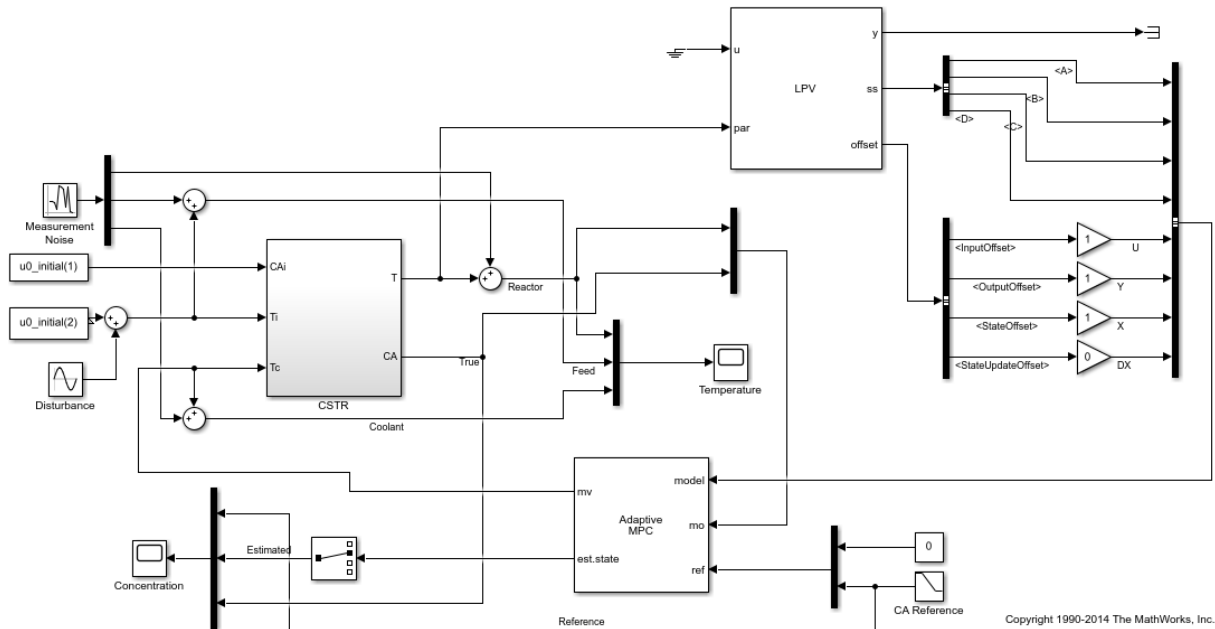 u
LPV
par
y
ss
offset
<A>
<B>
<C>
<D>
<InputOffset>
1
U
<OutputOffset>
1
Y
<StateOffset>
1
X
<StateUpdateOffset>
0
DX
Measurement
Noise
u0_initial(1)
u0_initial(2)
Disturbance
CAi
Ti
Tc
T
CA
CSTR
Reactor
True
Feed
Coolant
Temperature
mv
est.state
Adaptive
MPC
model
mo
ref
Estimated
Concentration
Reference
0
CA Reference
Copyright 1990-2014 The MathWorks, Inc.